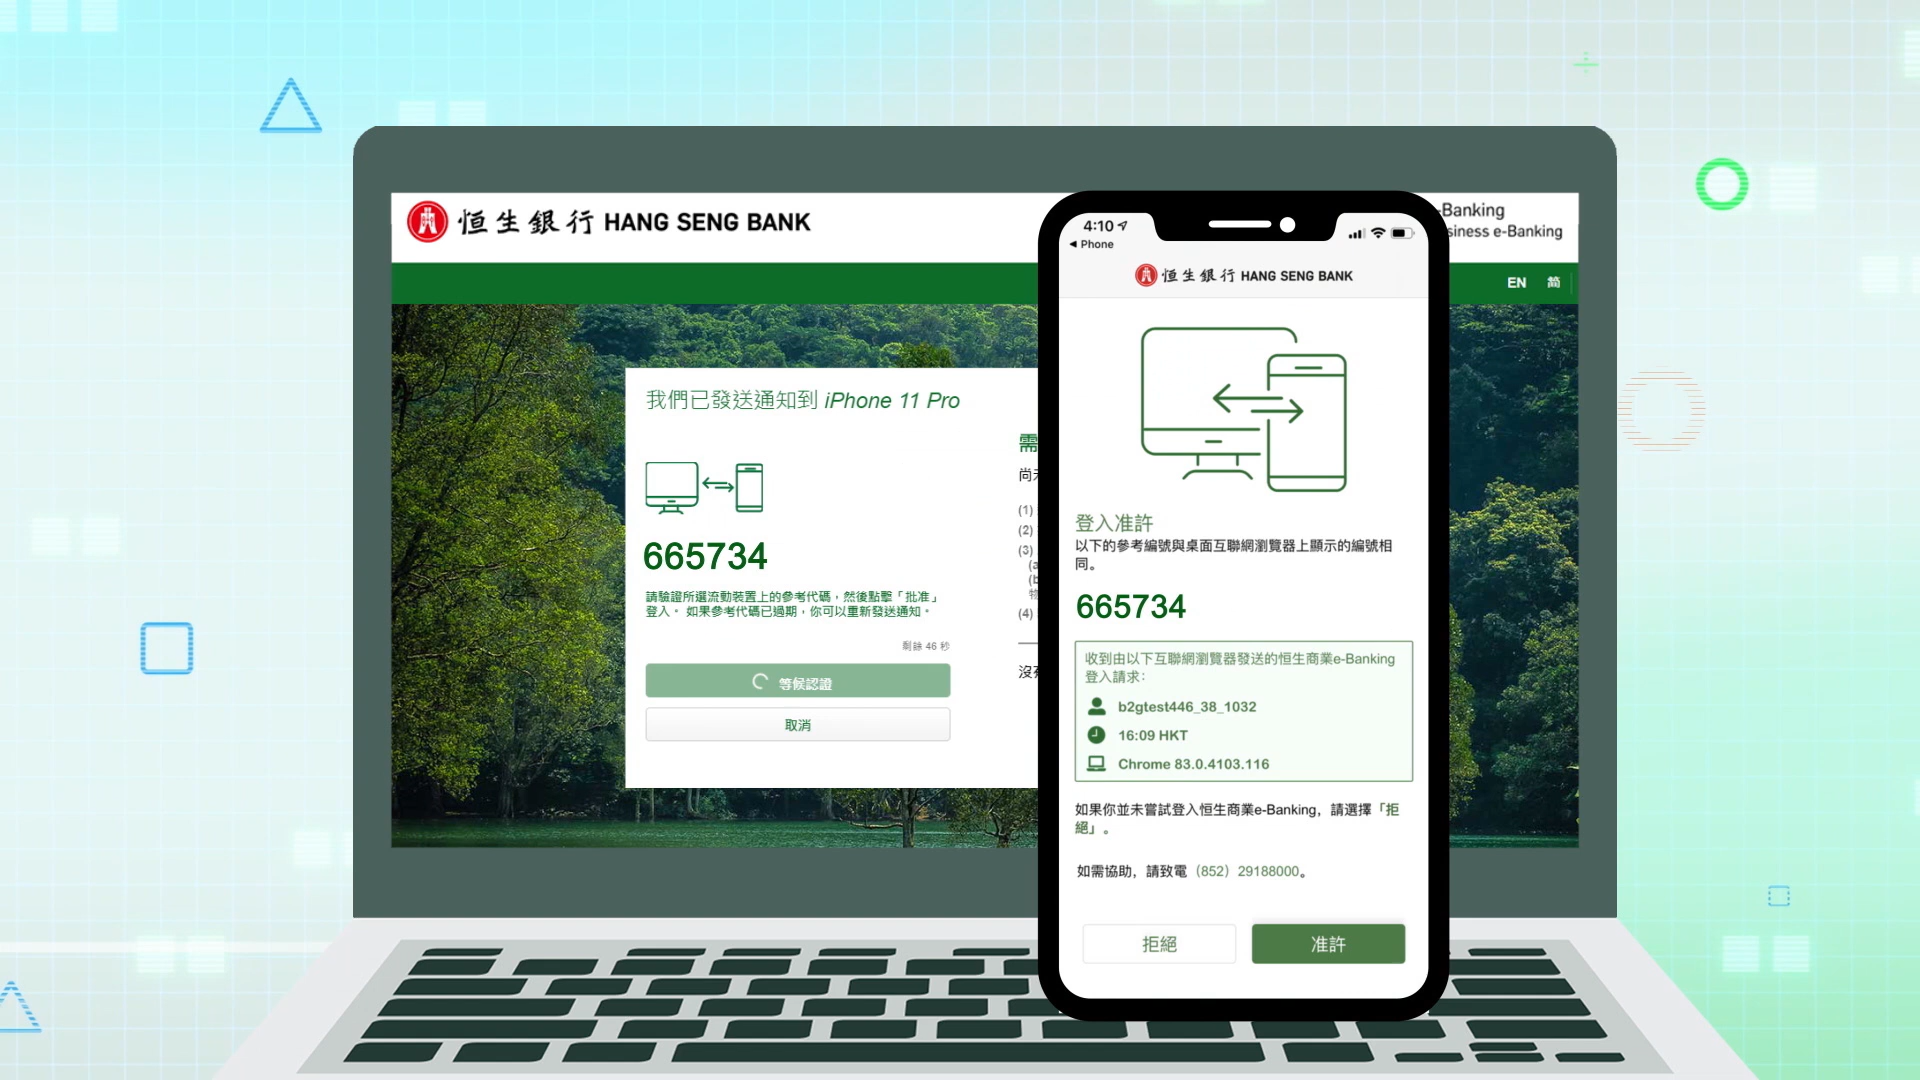 恒生銀行 HANG SENG BANK
-Banking
siness e-Banking
EN 简
我們已發送通知到 iPhone 11 Pro
665734
請驗證所選流動裝置上的參考代碼，然後點擊「批准」
登入。 如果參考代碼已過期，你可以重新發送通知。
剩餘 46 秒
等候認證
取消
需
尚
(1)
(2)
(3)
(a
(b
物
(4)
沒
4:10
Phone
恒生銀行 HANG SENG BANK
登入准許
以下的參考編號與桌面互聯網瀏覽器上顯示的編號相
同。
665734
收到由以下互聯網瀏覽器發送的恒生商業e-Banking
登入請求：
b2gtest446_38_1032
16:09 HKT
Chrome 83.0.4103.116
如果你並未嘗試登入恒生商業e-Banking，請選擇「拒
絕」。
如需協助，請致電（852）29188000。
拒絕
准許